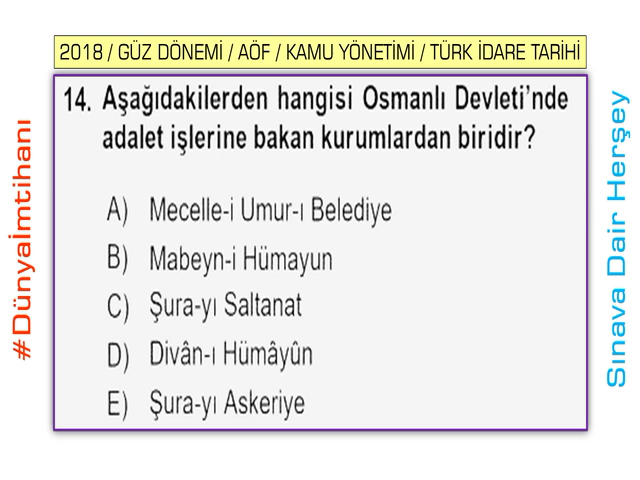 2018 / GÜZ DÖNEMİ / AÖF / KAMU YÖNETİMİ / TÜRK İDARE TARİHİ
14. Aşağıdakilerden hangisi Osmanlı Devleti’nde
adalet işlerine bakan kurumlardan biridir?
A) Mecelle-i Umur-ı Belediye
B) Mabeyn-i Hümayun
C) Şura-yı Saltanat
D) Divân-ı Hümâyûn
E) Şura-yı Askeriye
#Dünyaİmtihanı
Sınava Dair Herşey